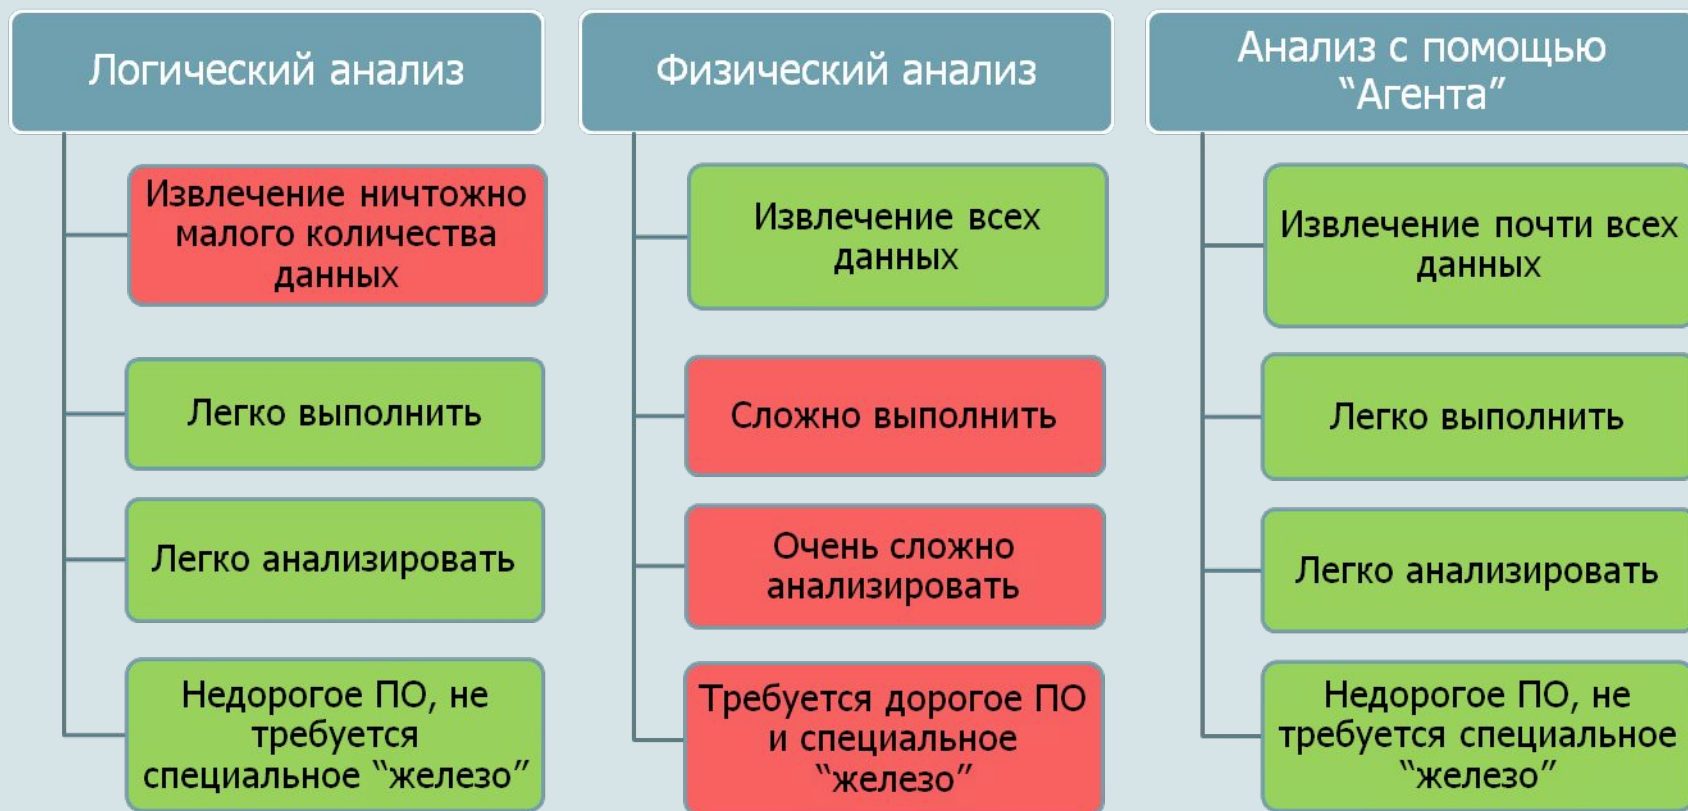 Логический анализ
Извлечение ничтожно
малого количества
данных
Легко выполнить
Легко анализировать
Недорогое ПО, не
требуется
специальное “железо”
Физический анализ
Извлечение всех
данных
Сложно выполнить
Очень сложно
анализировать
Требуется дорогое ПО
и специальное
“железо”
Анализ с помощью
“Агента”
Извлечение почти всех
данных
Легко выполнить
Легко анализировать
Недорогое ПО, не
требуется специальное
“железо”